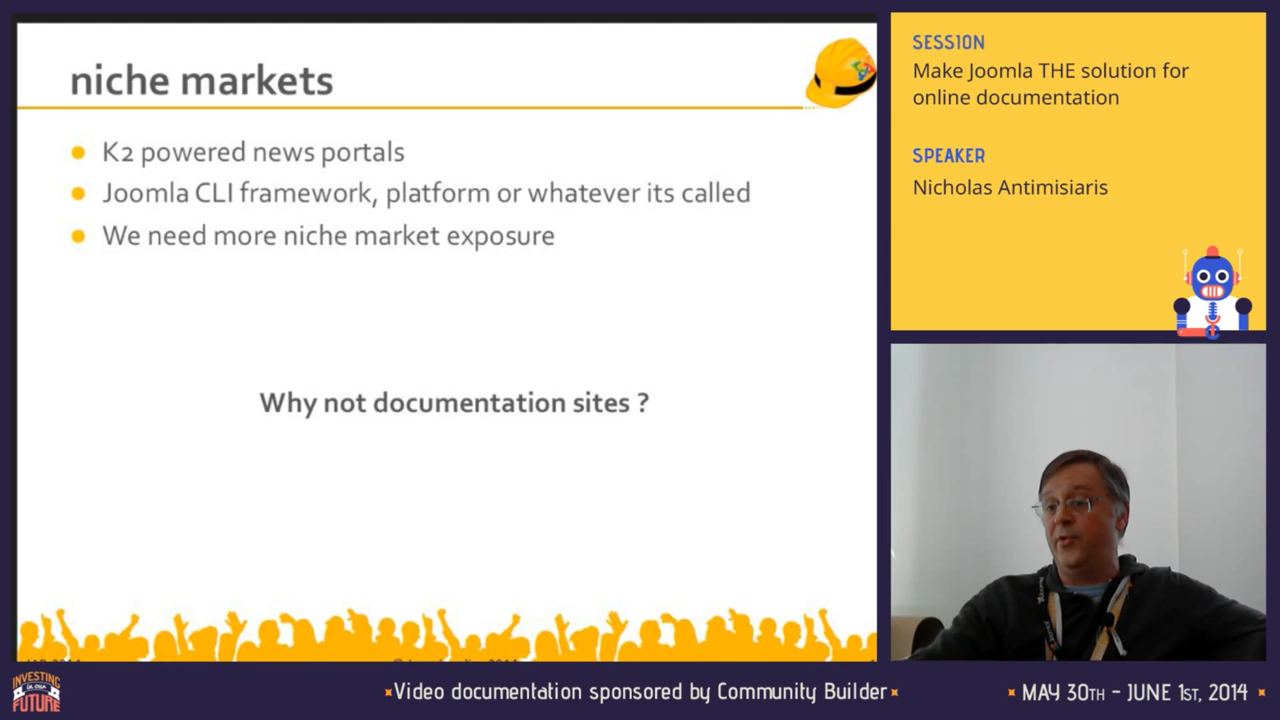 niche markets
K2 powered news portals
Joomla CLI framework, platform or whatever its called
We need more niche market exposure
Why not documentation sites ?
SESSION
Make Joomla THE solution for
online documentation
SPEAKER
Nicholas Antimisiaris
INVESTING
IN OUR
FUTURE
Video documentation sponsored by Community Builder
MAY 30TH - JUNE 1ST, 2014